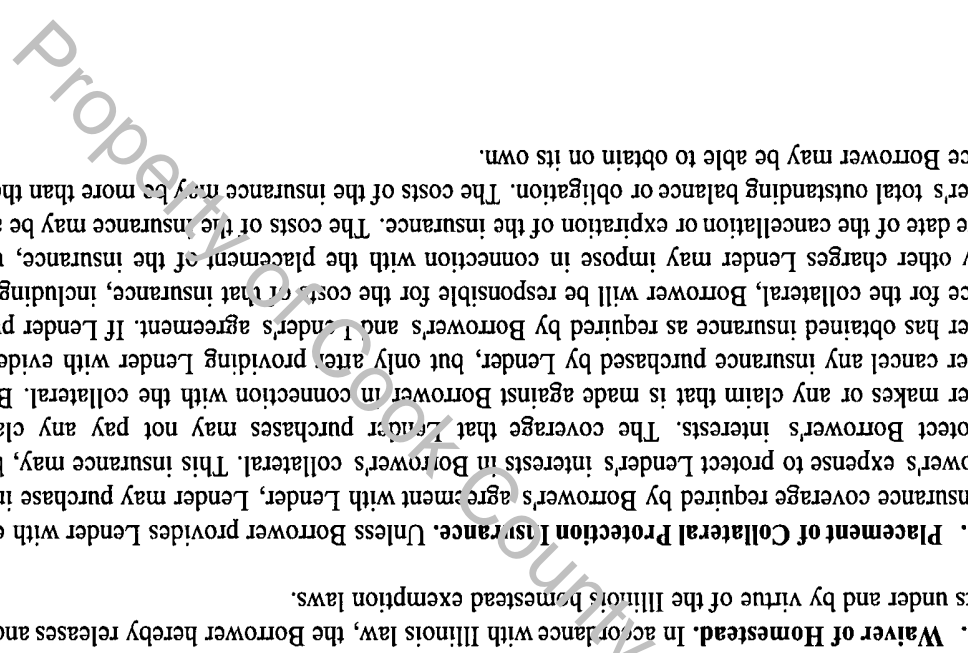 . Waiver of Homestead. In accordance with Illinois law, the Borrower hereby releases and
ts under and by virtue of the Illinois homestead exemption laws.
. Placement of Collateral Protection Insurance. Unless Borrower provides Lender with e
nsurance coverage required by Borrower's agreement with Lender, Lender may purchase in
ower's expense to protect Lender's interests in Borrower's collateral. This insurance may, b
otect Borrower's interests. The coverage that Lender purchases may not pay any cla
er makes or any claim that is made against Borrower in connection with the collateral. B
er cancel any insurance purchased by Lender, but only after providing Lender with evide
er has obtained insurance as required by Borrower's and Lender's agreement. If Lender p
ce for the collateral, Borrower will be responsible for the costs of that insurance, including
y other charges Lender may impose in connection with the placement of the insurance, u
e date of the cancellation or expiration of the insurance. The costs of the insurance may be a
er's total outstanding balance or obligation. The costs of the insurance may be more than the
ce Borrower may be able to obtain on its own.
Property of Cook County